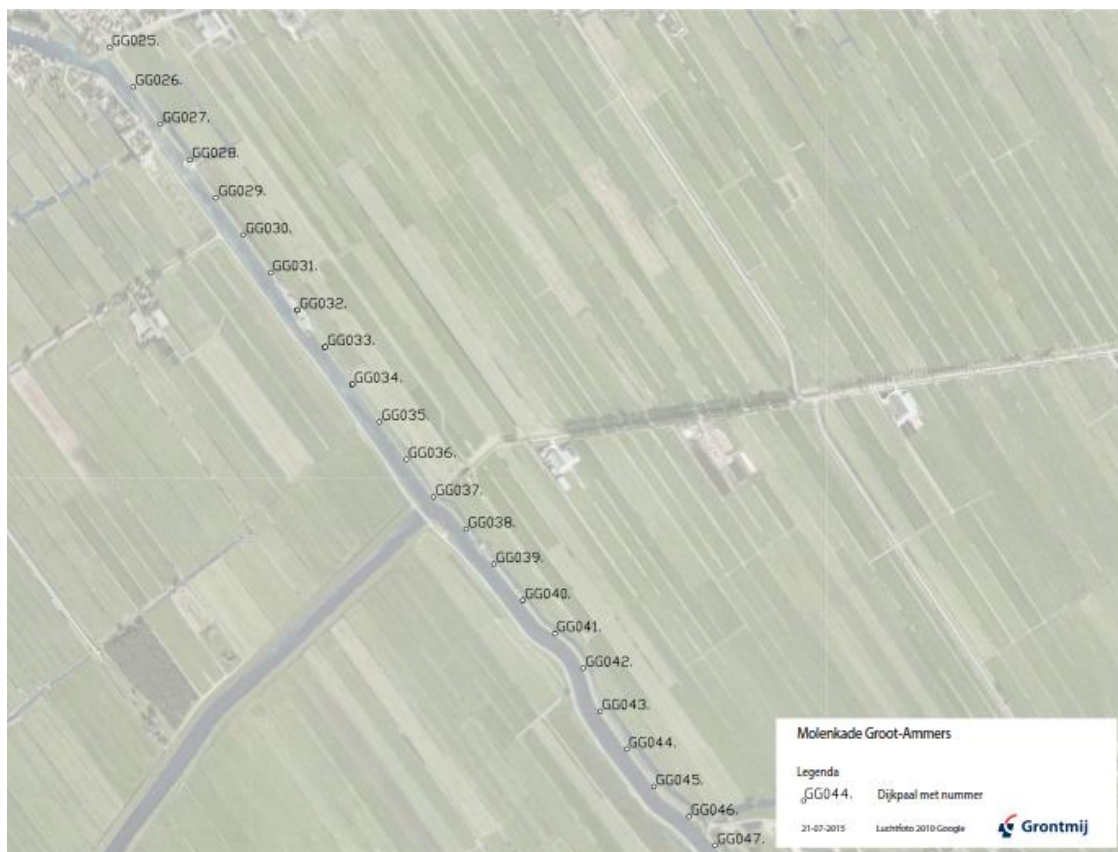 GG025.
GG026.
GG027.
GG028.
GG029.
GG030.
GG031.
GG032.
GG033.
GG034.
GG035.
GG036.
GG037.
GG038.
GG039.
GG040.
GG041.
GG042.
GG043.
GG044.
GG045.
GG046.
GG047.
Molenkade Groot-Ammers
Legenda
GG044. Dijkpaal met nummer
21-07-2015 Luchtfoto 2010 Google Grontmij